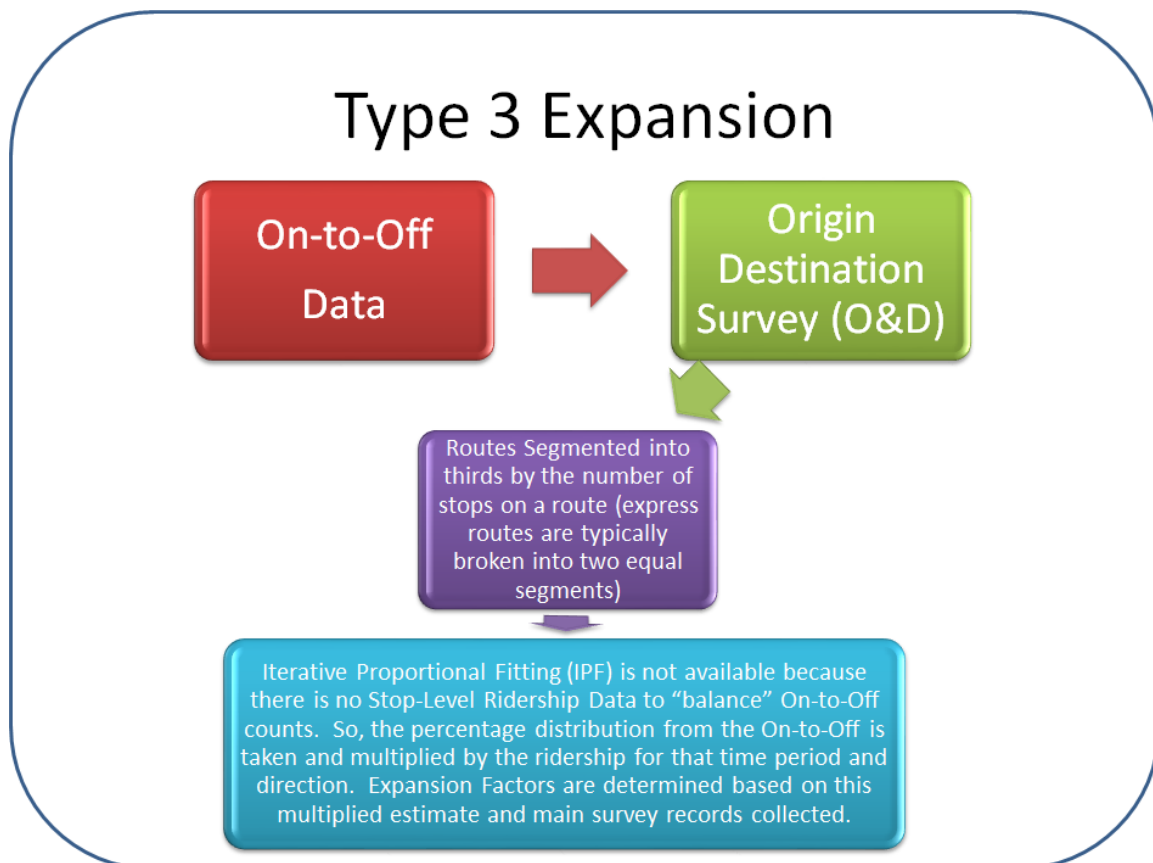 Type 3 Expansion
On-to-Off
Data
Origin
Destination
Survey (O&D)
Routes Segmented into
thirds by the number of
stops on a route (express
routes are typically
broken into two equal
segments)
Iterative Proportional Fitting (IPF) is not available because
there is no Stop-Level Ridership Data to “balance” On-to-Off
counts.  So, the percentage distribution from the On-to-Off is
taken and multiplied by the ridership for that time period and
direction.  Expansion Factors are determined based on this
multiplied estimate and main survey records collected.